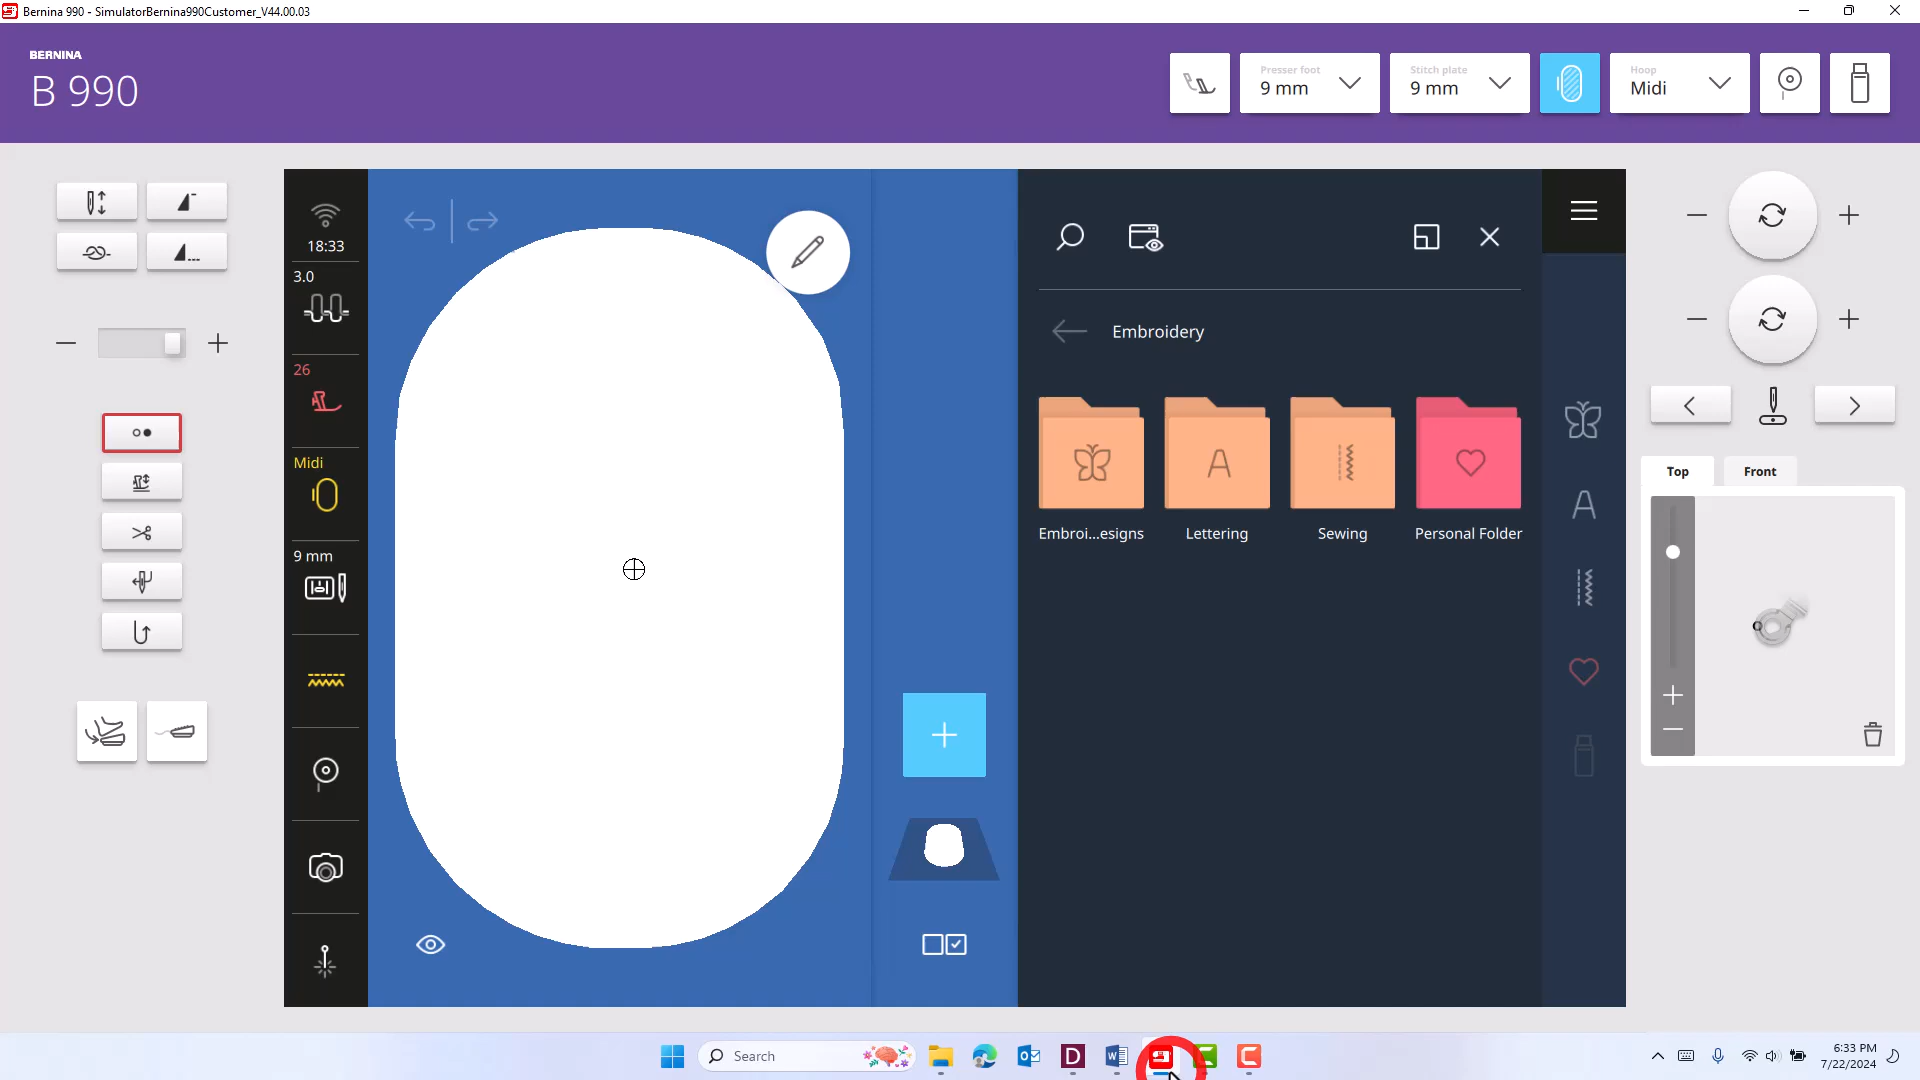 Bernina 990 - SimulatorBernina990Customer_V44.00.03
BERNINA
B 990
Presser foot
9 mm
Stitch plate
9 mm
Hoop
Midi
18:33
3.0
26
Midi
9 mm
Embroidery
Embroi...esigns
Lettering
Sewing
Personal Folder
Top
Front
Search
6:33 PM
7/22/2024